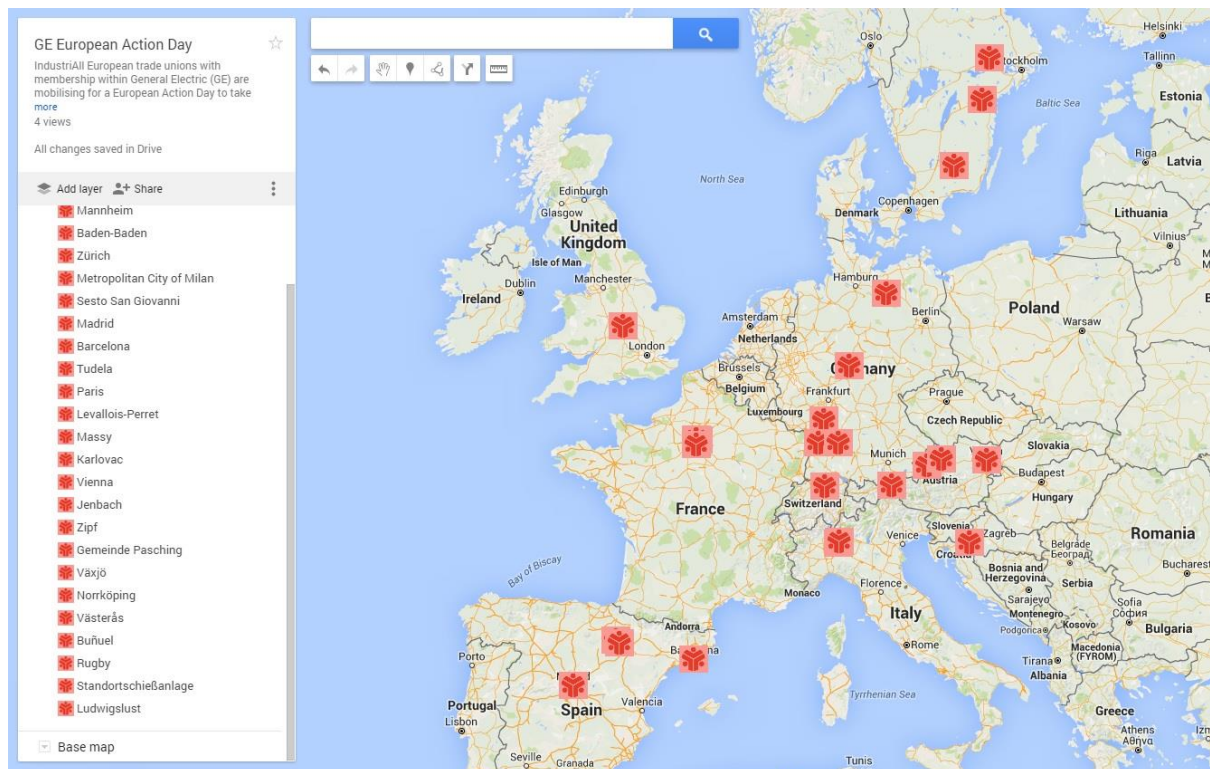 GE European Action Day
IndustriAll European trade unions with
membership within General Electric (GE) are
mobilising for a European Action Day to take
more
4 views
All changes saved in Drive
Add layer
Share
Mannheim
Baden-Baden
Zürich
Metropolitan City of Milan
Sesto San Giovanni
Madrid
Barcelona
Tudela
Paris
Levallois-Perret
Massy
Karlovac
Vienna
Jenbach
Zipf
Gemeinde Pasching
Växjö
Norrköping
Västerås
Buñuel
Rugby
Standortschießanlage
Ludwigslust
Base map
Oslo
Helsinki
Tallinn
Estonia
Baltic Sea
Riga
Latvia
North Sea
Edinburgh
Glasgow
United
Kingdom
Copenhagen
Denmark
Lithuania
Vilnius
Isle of Man
Dublin
Manchester
Ireland
Hamburg
Berlin
Poland
Warsaw
Amsterdam
Netherlands
London
Brussels
Belgium
Frankfurt
Prague
Luxembourg
Czech Republic
Slovakia
Munich
Austria
Budapest
Hungary
France
Switzerland
Slovenia
Zagreb
Venice
Romania
Belgrade
Београд
Bucharest
Bay of Biscay
Bosnia and
Herzegovina
Serbia
Monaco
Florence
Sarajevo
Montenegro
Sofia
София
Kosovo
Bulgaria
Podgorica
Italy
Andorra
Rome
Macedonia
(FYROM)
Porto
Tirana
Albania
Tyrrhenian Sea
Valencia
Portugal
Spain
Lisbon
Greece
Athens
Αθήνα
Seville
Granada
Tunis